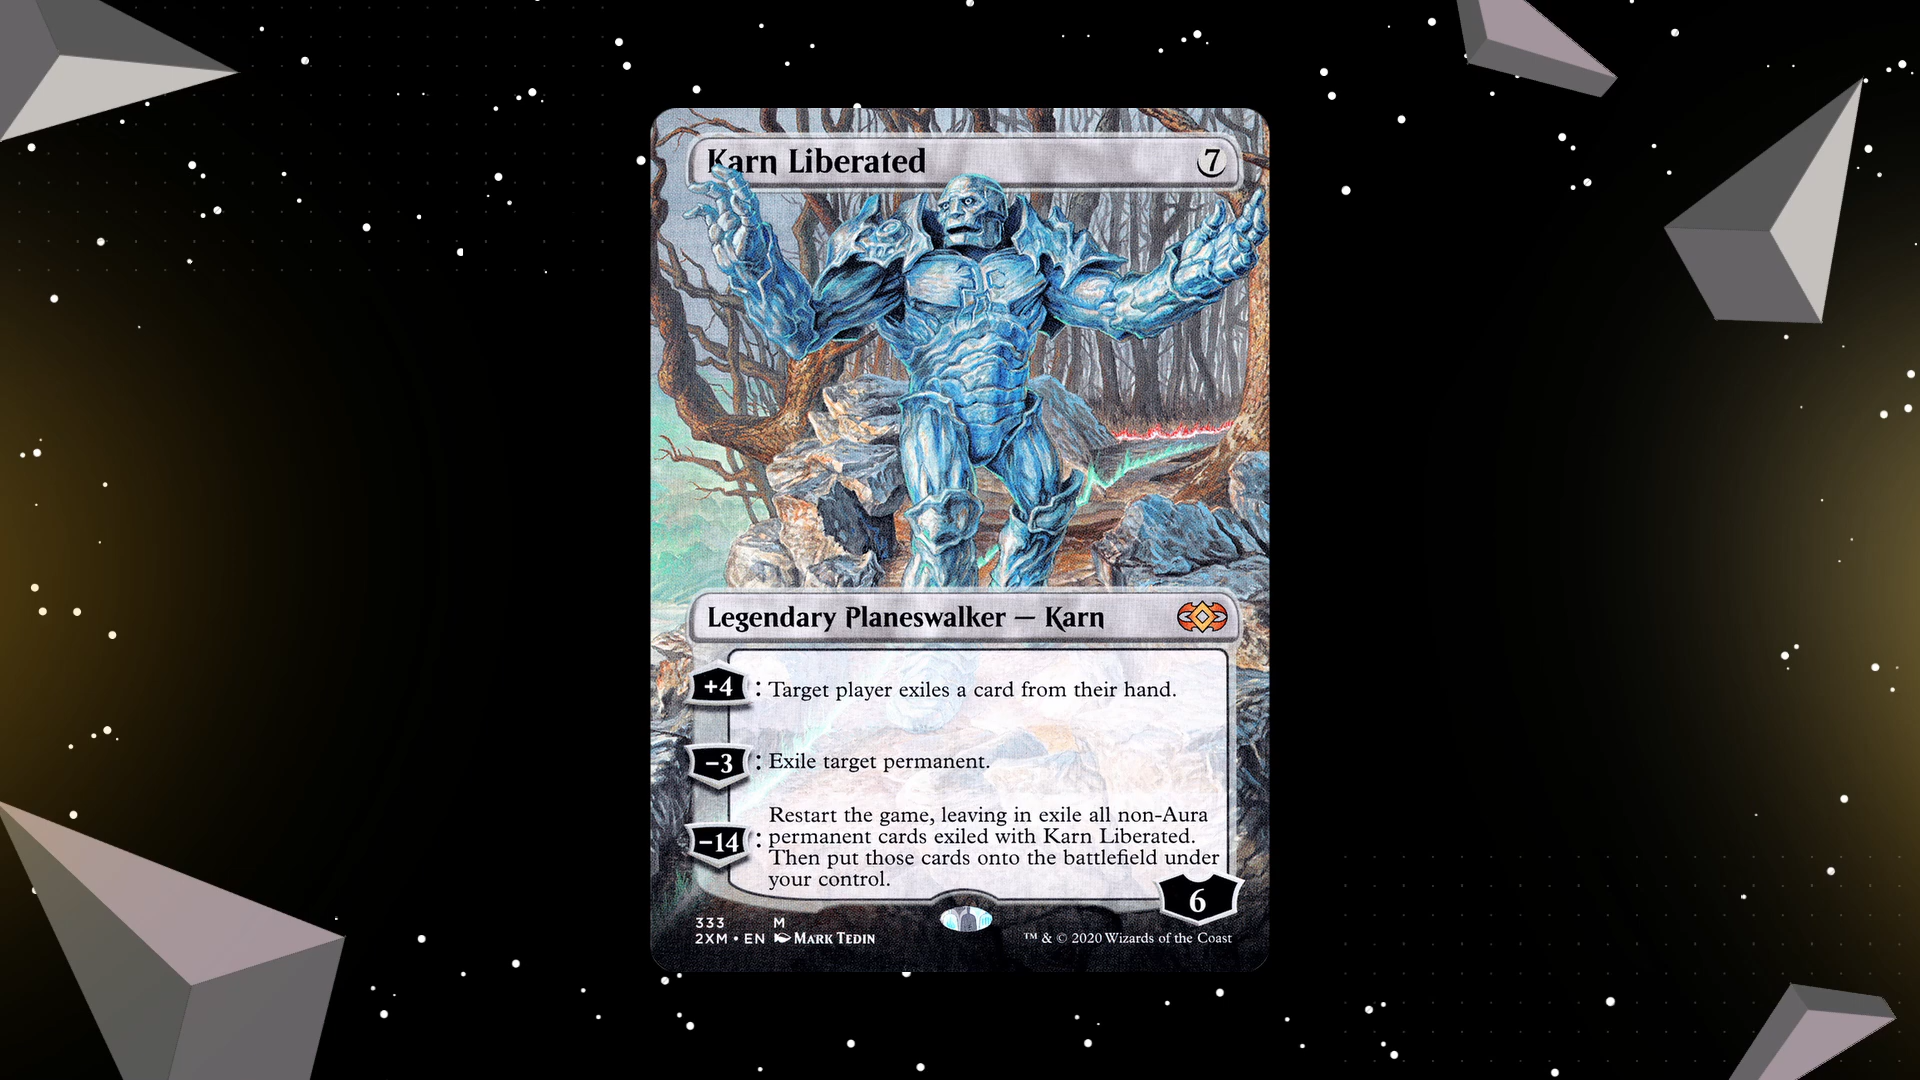 Karn Liberated 7
Legendary Planeswalker — Karn
+4 : Target player exiles a card from their hand.
−3 : Exile target permanent.
Restart the game, leaving in exile all non-Aura
−14 : permanent cards exiled with Karn Liberated.
Then put those cards onto the battlefield under
your control.
6
333 M
2XM • EN Mark Tedin
™ & © 2020 Wizards of the Coast